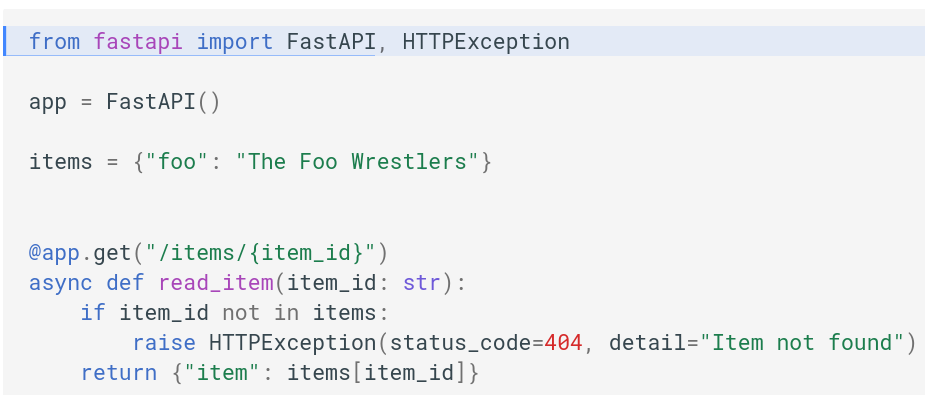 from fastapi import FastAPI, HTTPException
app = FastAPI()
items = {"foo": "The Foo Wrestlers"}
@app.get("/items/{item_id}")
async def read_item(item_id: str):
    if item_id not in items:
        raise HTTPException(status_code=404, detail="Item not found")
    return {"item": items[item_id]}